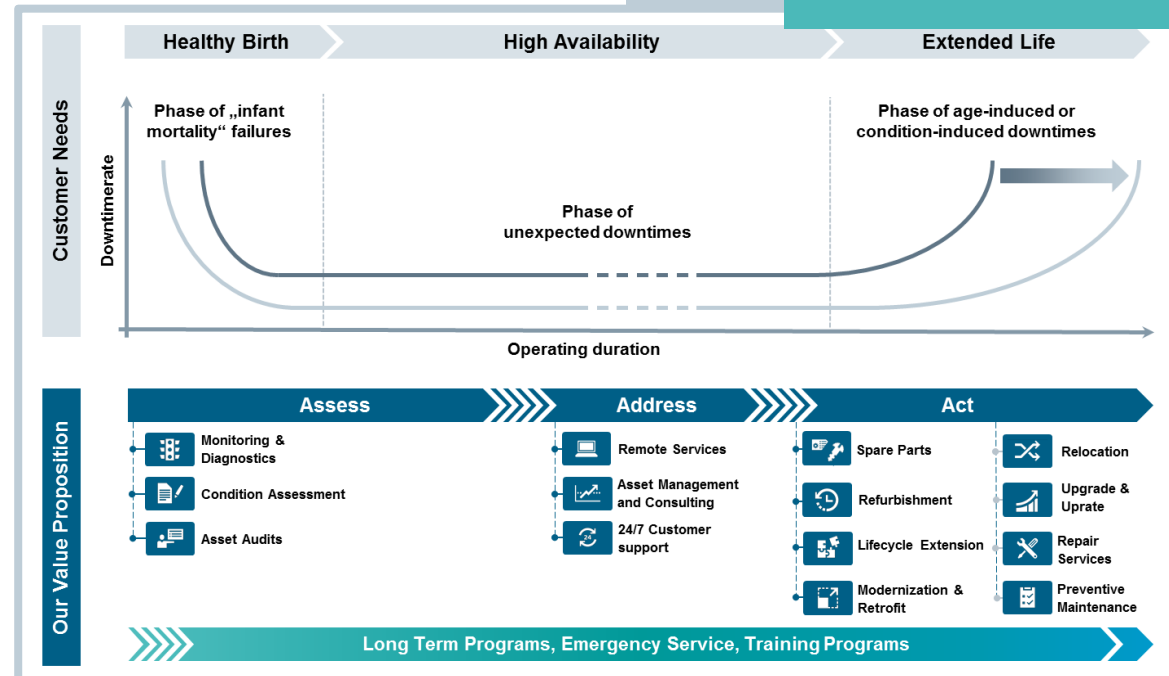 Healthy Birth
High Availability
Extended Life
Customer Needs
Downtimerate
Phase of „infant
mortality“ failures
Phase of
unexpected downtimes
Phase of age-induced or
condition-induced downtimes
Operating duration
Our Value Proposition
Assess
Address
Act
Monitoring &
Diagnostics
Condition Assessment
Asset Audits
Remote Services
Asset Management
and Consulting
24
24/7 Customer
support
Spare Parts
Refurbishment
Lifecycle Extension
Modernization &
Retrofit
Relocation
Upgrade &
Uprate
Repair
Services
Preventive
Maintenance
Long Term Programs, Emergency Service, Training Programs